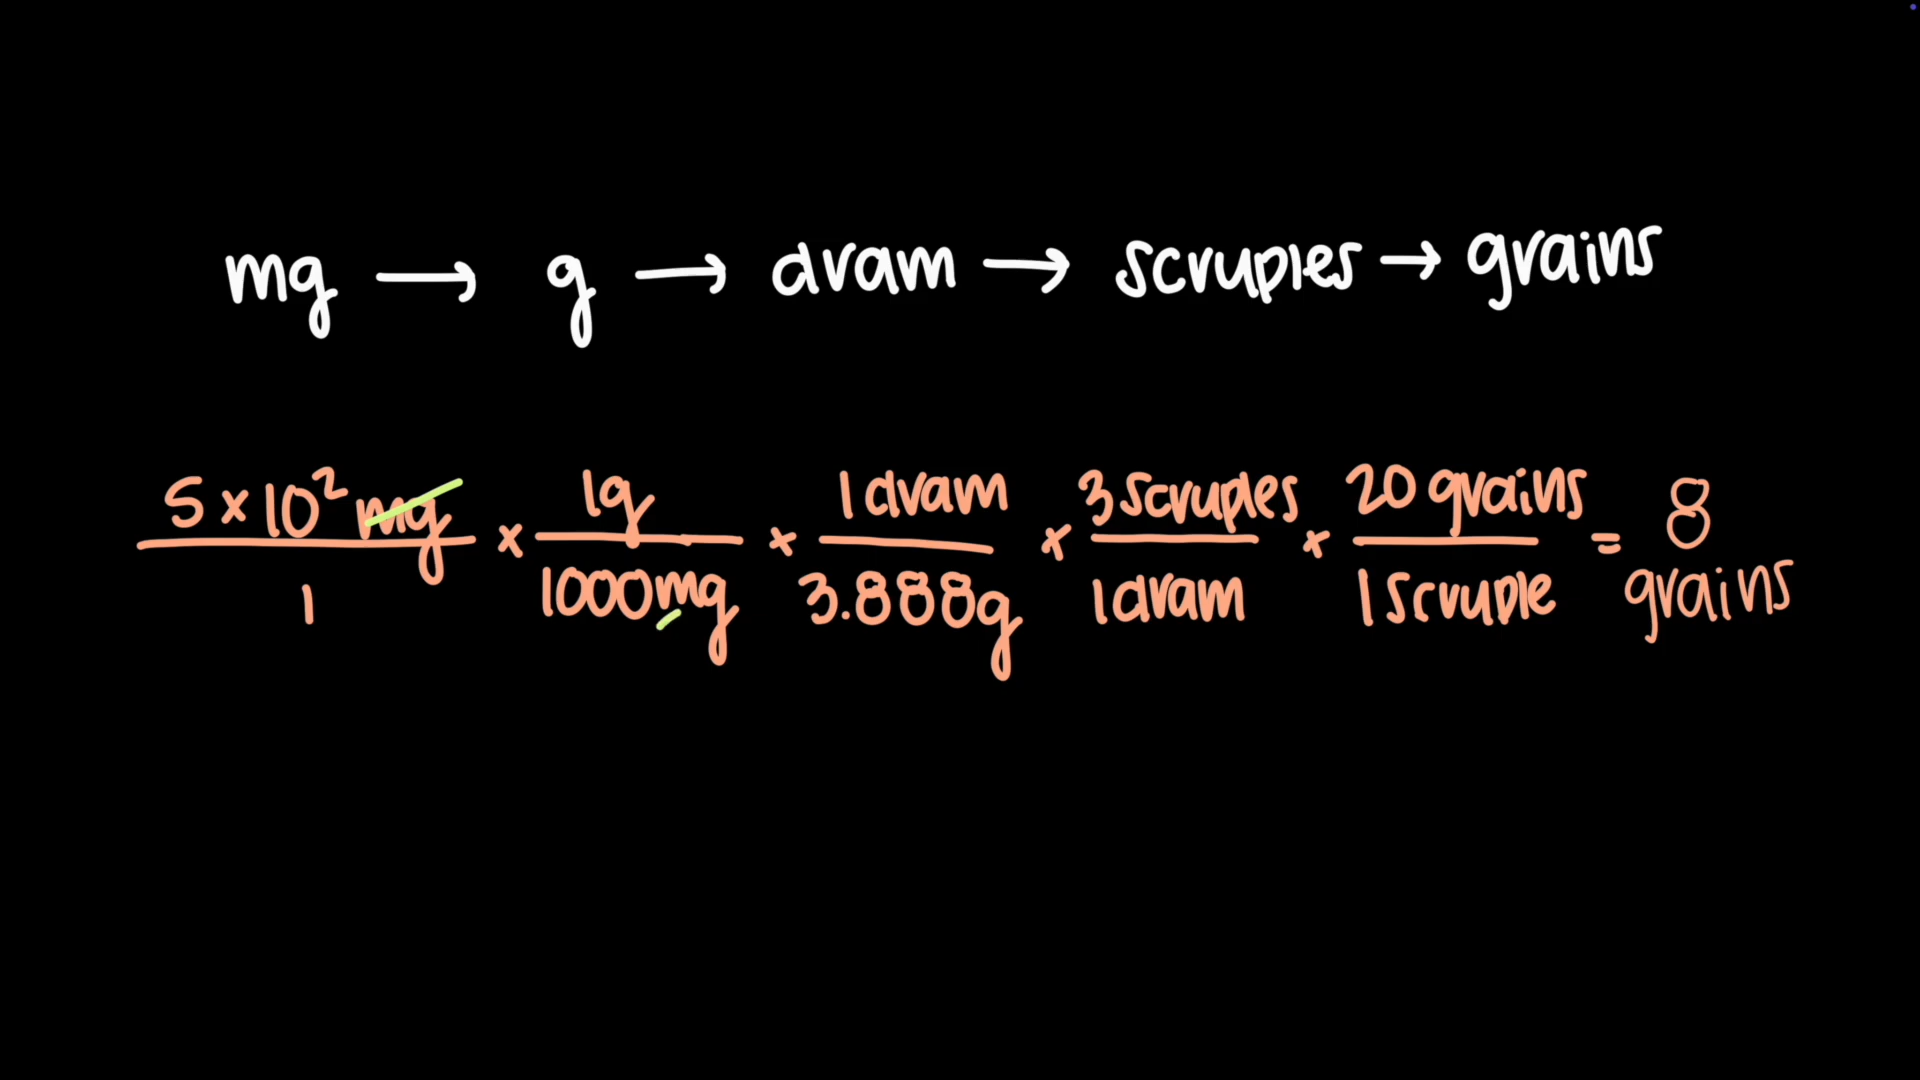 mg → g → dram → scruples → grains
5 × 10² mg × 1g × 1 dram × 3 scruples × 20 grains = 8
1 1000mg 3.888g 1 dram 1 scruple grains